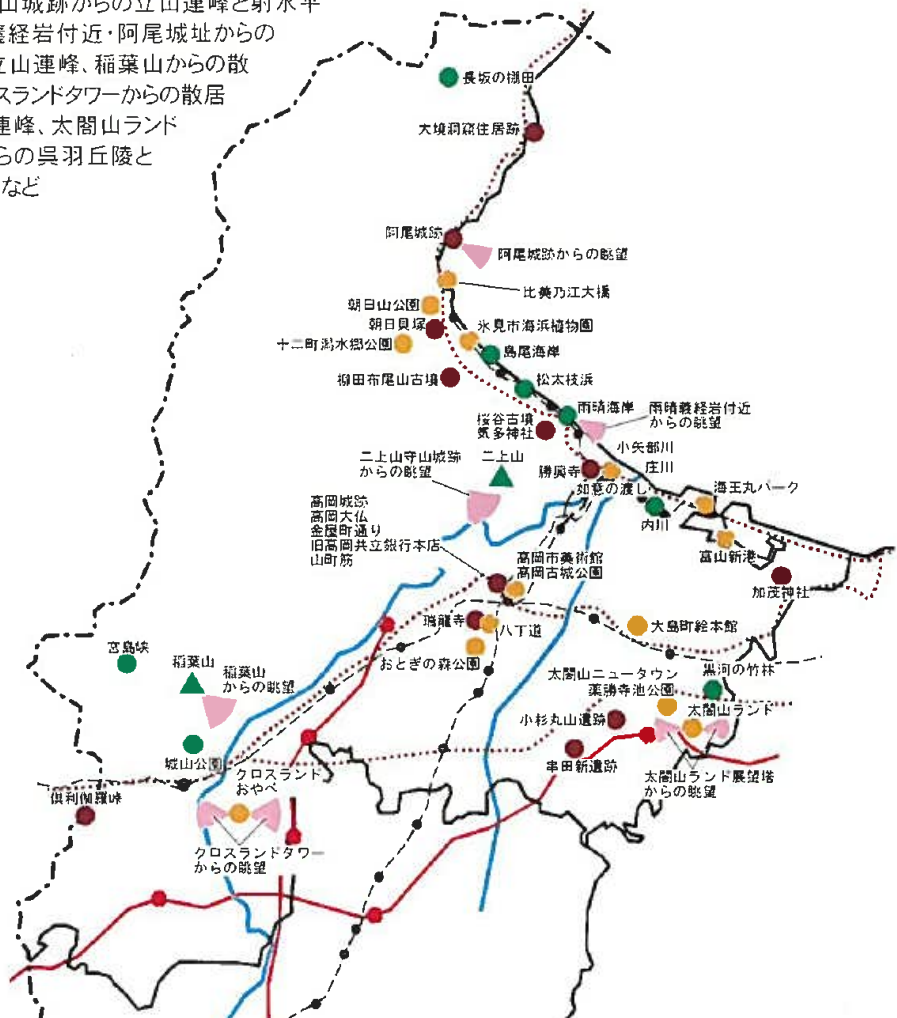 山城跡からの立山連峰と射水平
経岩付近・阿尾城址からの
立山連峰、稲葉山からの散
スランドタワーからの散居
連峰、太閤山ランド
らの呉羽丘陵と
など
長坂の棚田
大境洞窟住居跡
阿尾城跡
阿尾城跡からの眺望
比美乃江大橋
朝日山公園
朝日貝塚
氷見市海浜植物園
十二町潟水郷公園
島尾海岸
柳田布尾山古墳
松太枝浜
雨晴海岸
雨晴義経岩付近
からの眺望
桜谷古墳
気多神社
小矢部川
庄川
二上山守山城跡
からの眺望
二上山
勝興寺
如意の渡し
海王丸パーク
内川
富山新港
高岡城跡
高岡大仏
金屋町通り
旧高岡共立銀行本店
山町筋
高岡市美術館
高岡古城公園
加茂神社
瑞龍寺
八丁道
大島町絵本館
おとぎの森公園
宮島峡
稲葉山
稲葉山
からの眺望
太閤山ニュータウン
薬勝寺池公園
黒河の竹林
小杉丸山遺跡
太閤山ランド
城山公園
串田新遺跡
クロスランド
おやべ
太閤山ランド展望塔
からの眺望
倶利伽羅峠
クロスランドタワー
からの眺望